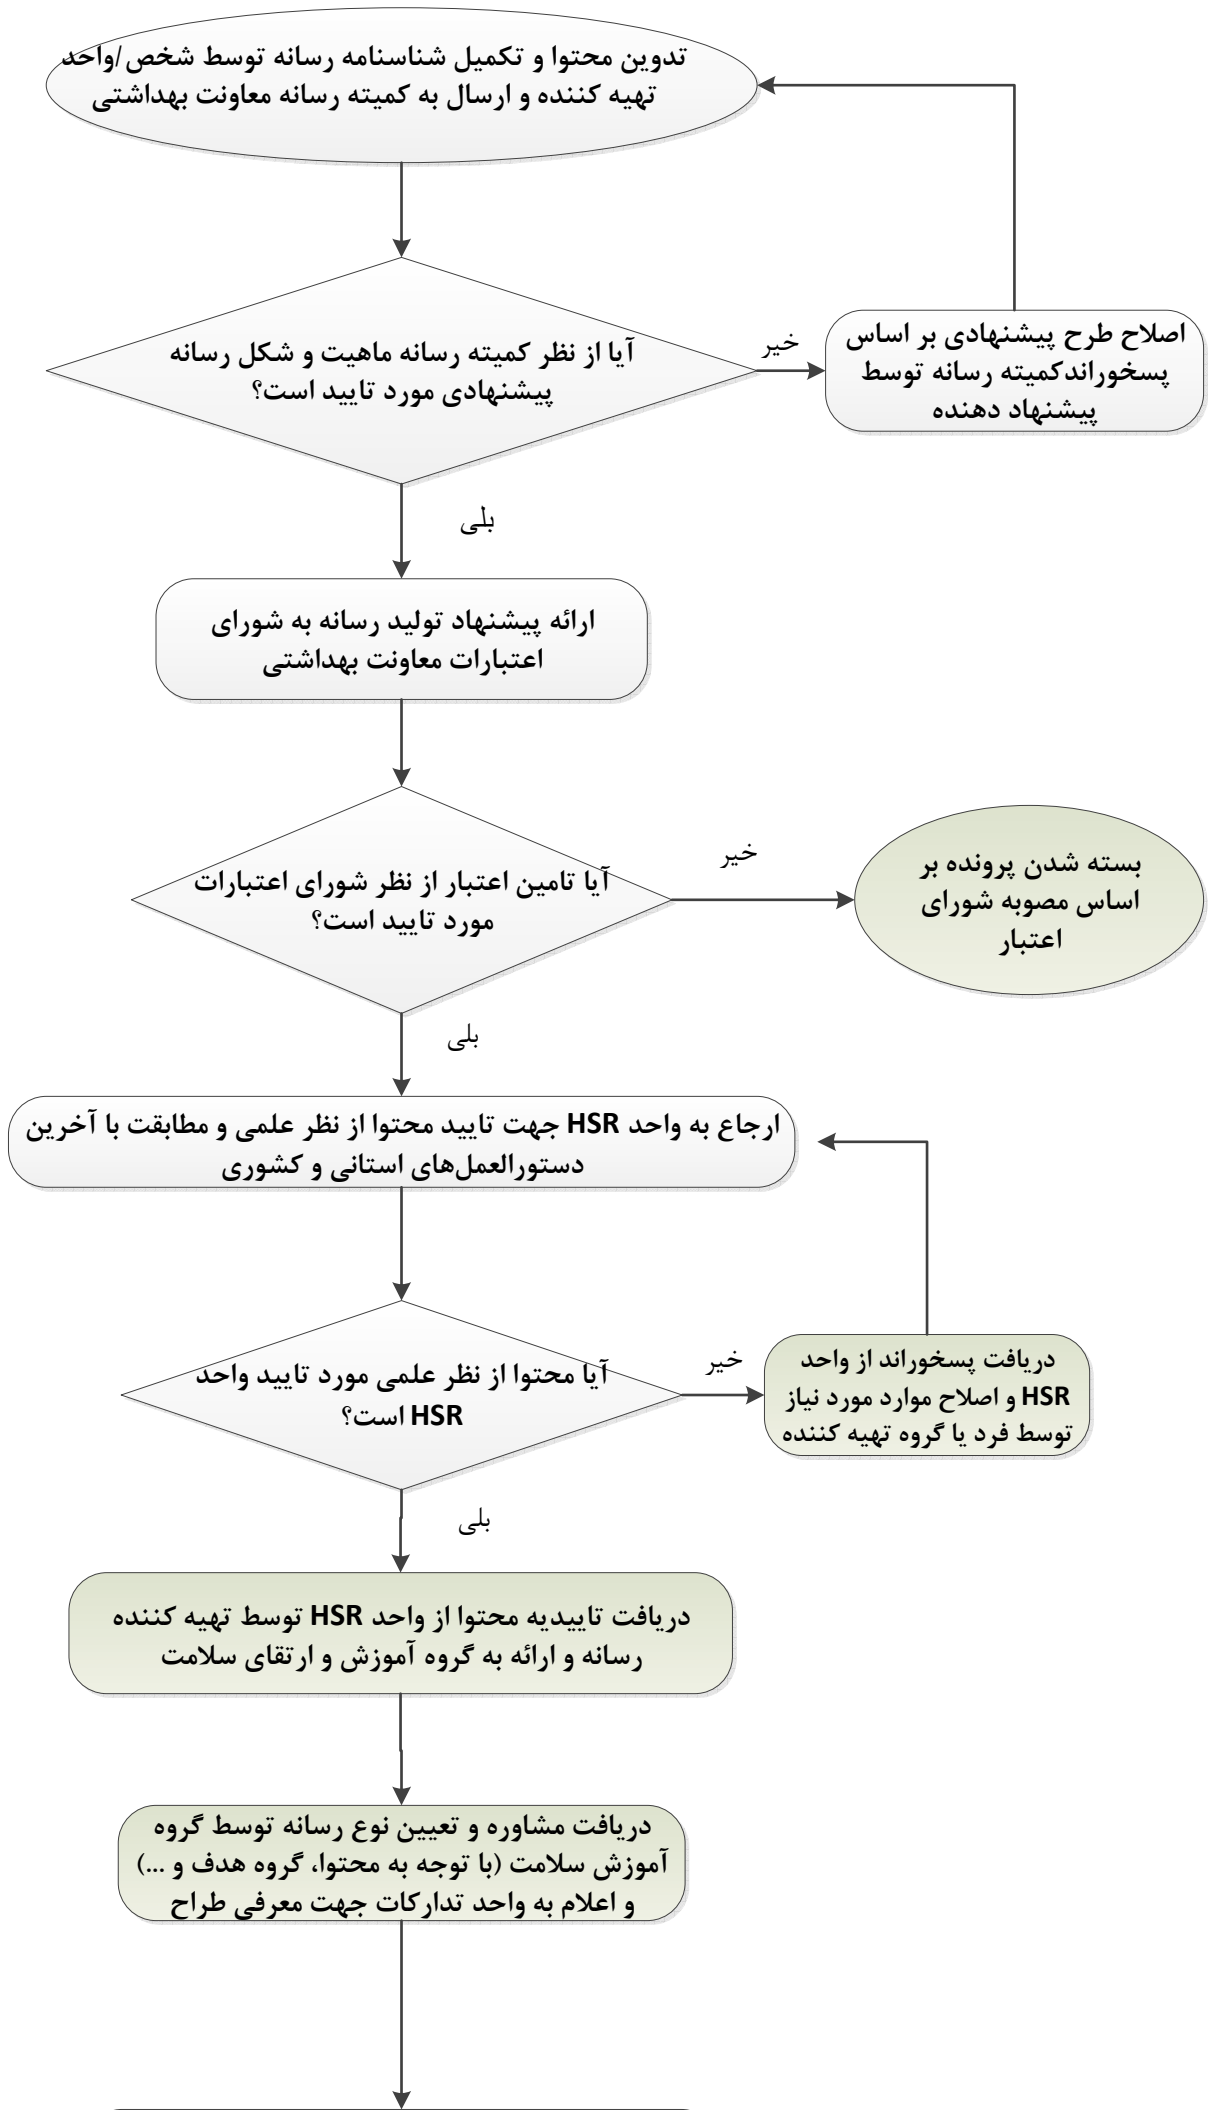 تدوین محتوا و تکمیل شناسنامه رسانه توسط شخص/واحد
تهیه کننده و ارسال به کمیته رسانه معاونت بهداشتی
آیا از نظر کمیته رسانه ماهیت و شکل رسانه
پیشنهادی مورد تایید است؟
خیر
اصلاح طرح پیشنهادی بر اساس
پسخوراندکمیته رسانه توسط
پیشنهاد دهنده
بلی
ارائه پیشنهاد تولید رسانه به شورای
اعتبارات معاونت بهداشتی
آیا تامین اعتبار از نظر شورای اعتبارات
مورد تایید است؟
خیر
بسته شدن پرونده بر
اساس مصوبه شورای
اعتبار
بلی
ارجاع به واحد HSR جهت تایید محتوا از نظر علمی و مطابقت با آخرین
دستورالعمل‌های استانی و کشوری
آیا محتوا از نظر علمی مورد تایید واحد
HSR است؟
خیر
دریافت پسخوراند از واحد
HSR و اصلاح موارد مورد نیاز
توسط فرد یا گروه تهیه کننده
بلی
دریافت تاییدیه محتوا از واحد HSR توسط تهیه کننده
رسانه و ارائه به گروه آموزش و ارتقای سلامت
دریافت مشاوره و تعیین نوع رسانه توسط گروه
آموزش سلامت (با توجه به محتوا، گروه هدف و ...)
و اعلام به واحد تدارکات جهت معرفی طراح